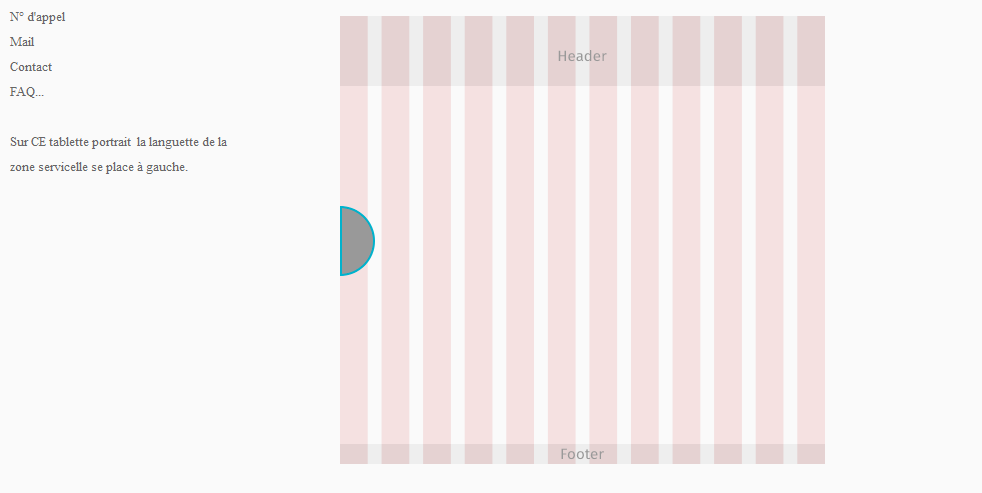 N° d'appel
Mail
Contact
FAQ...
Sur CE tablette portrait la languette de la
zone servicelle se place à gauche.
Header
Footer